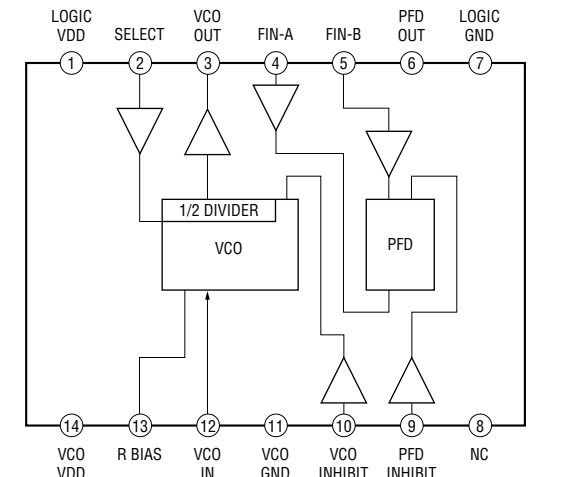 LOGIC VDD
SELECT
VCO OUT
FIN-A
FIN-B
PFD OUT
LOGIC GND
1 2 3 4 5 6 7
1/2 DIVIDER
VCO
PFD
14 13 12 11 10 9 8
VCO VDD
R BIAS
VCO IN
VCO GND
VCO INHIBIT
PFD INHIBIT
NC